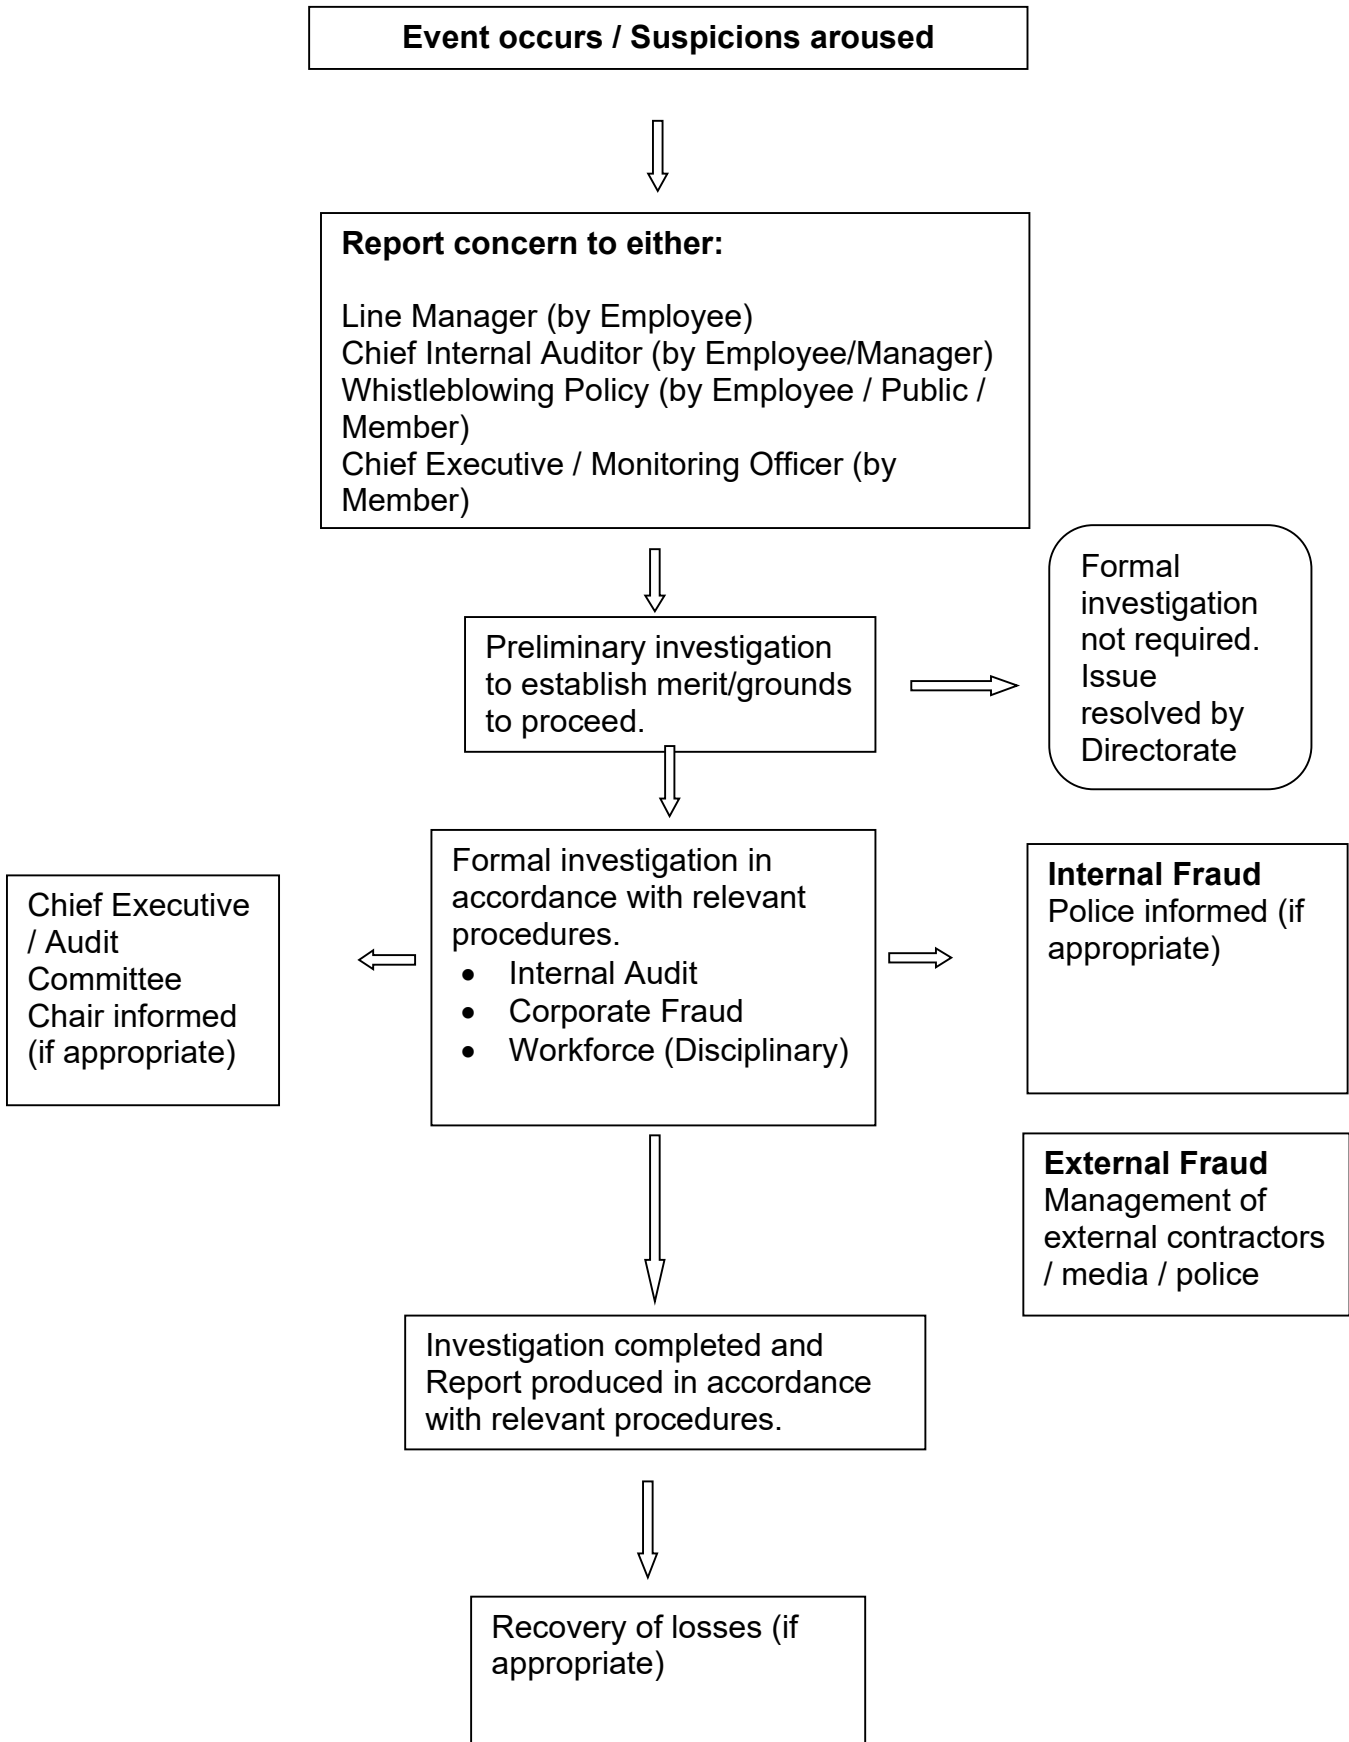 Event occurs / Suspicions aroused
Report concern to either:
Line Manager (by Employee)
Chief Internal Auditor (by Employee/Manager)
Whistleblowing Policy (by Employee / Public /
Member)
Chief Executive / Monitoring Officer (by
Member)
Preliminary investigation
to establish merit/grounds
to proceed.
Formal
investigation
not required.
Issue
resolved by
Directorate
Chief Executive
/ Audit
Committee
Chair informed
(if appropriate)
Formal investigation in
accordance with relevant
procedures.
• Internal Audit
• Corporate Fraud
• Workforce (Disciplinary)
Internal Fraud
Police informed (if
appropriate)
External Fraud
Management of
external contractors
/ media / police
Investigation completed and
Report produced in accordance
with relevant procedures.
Recovery of losses (if
appropriate)